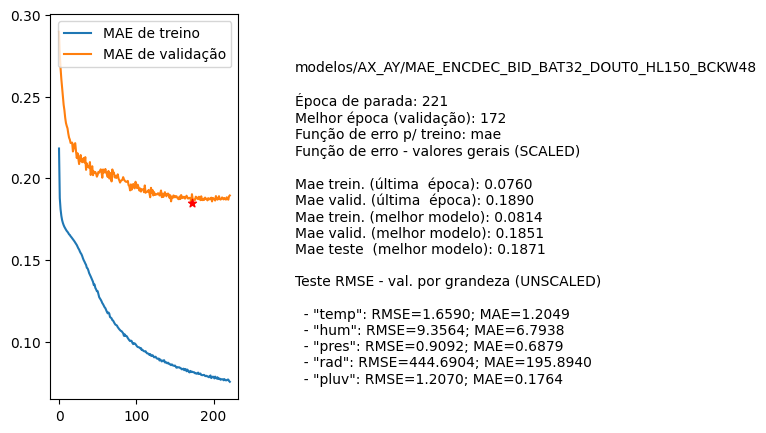 0.30
0.25
0.20
0.15
0.10
0
100
200
MAE de treino
MAE de validação
modelos/AX_AY/MAE_ENCDEC_BID_BAT32_DOUT0_HL150_BCKW48
Época de parada: 221
Melhor época (validação): 172
Função de erro p/ treino: mae
Função de erro - valores gerais (SCALED)
Mae trein. (última  época): 0.0760
Mae valid. (última  época): 0.1890
Mae trein. (melhor modelo): 0.0814
Mae valid. (melhor modelo): 0.1851
Mae teste  (melhor modelo): 0.1871
Teste RMSE - val. por grandeza (UNSCALED)
- "temp": RMSE=1.6590; MAE=1.2049
- "hum": RMSE=9.3564; MAE=6.7938
- "pres": RMSE=0.9092; MAE=0.6879
- "rad": RMSE=444.6904; MAE=195.8940
- "pluv": RMSE=1.2070; MAE=0.1764